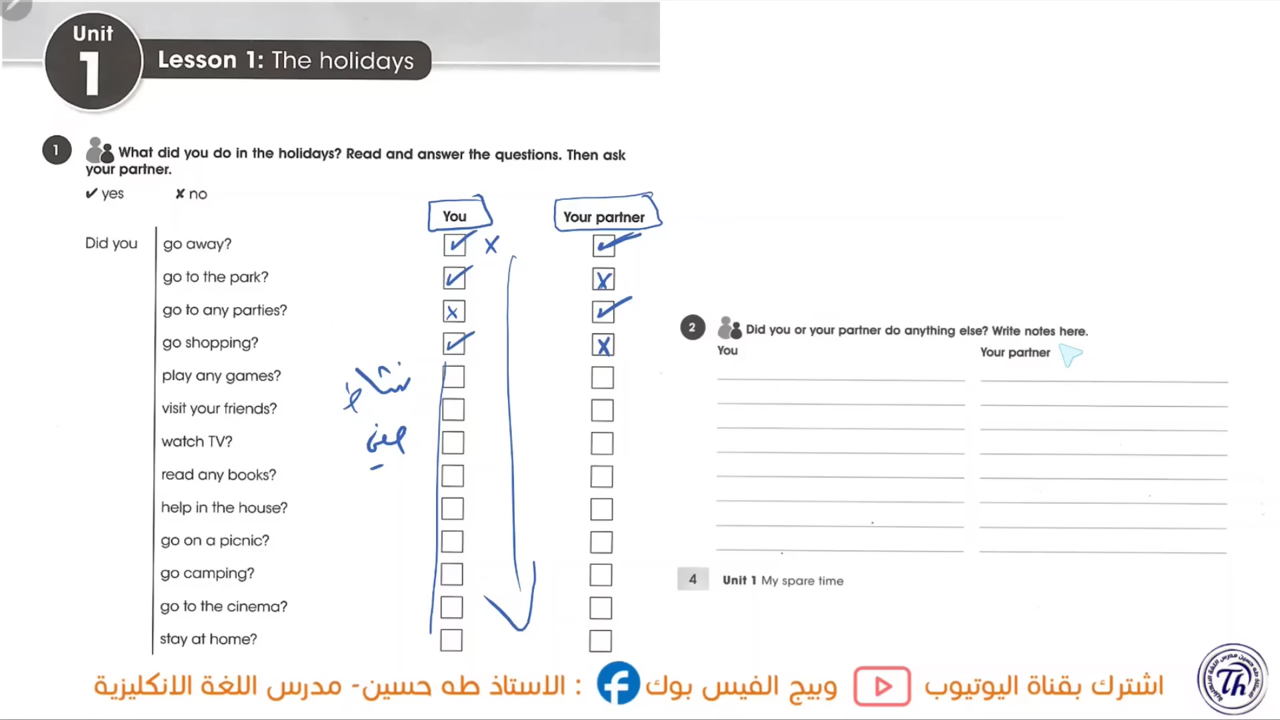 Unit
1
Lesson 1: The holidays
1 What did you do in the holidays? Read and answer the questions. Then ask
your partner.
✔ yes ✘ no
You Your partner
Did you go away? ✓ x ✓
go to the park? ✓ x
go to any parties? x ✓
go shopping? ✓ x
play any games?
نشاط
visit your friends?
watch TV?
read any books?
help in the house?
go on a picnic?
go camping?
go to the cinema?
stay at home?
2 Did you or your partner do anything else? Write notes here.
You Your partner
4 Unit 1 My spare time
اشترك بقناة اليوتيوب وبيج الفيس بوك : الاستاذ طه حسين- مدرس اللغة الانكليزية
Th